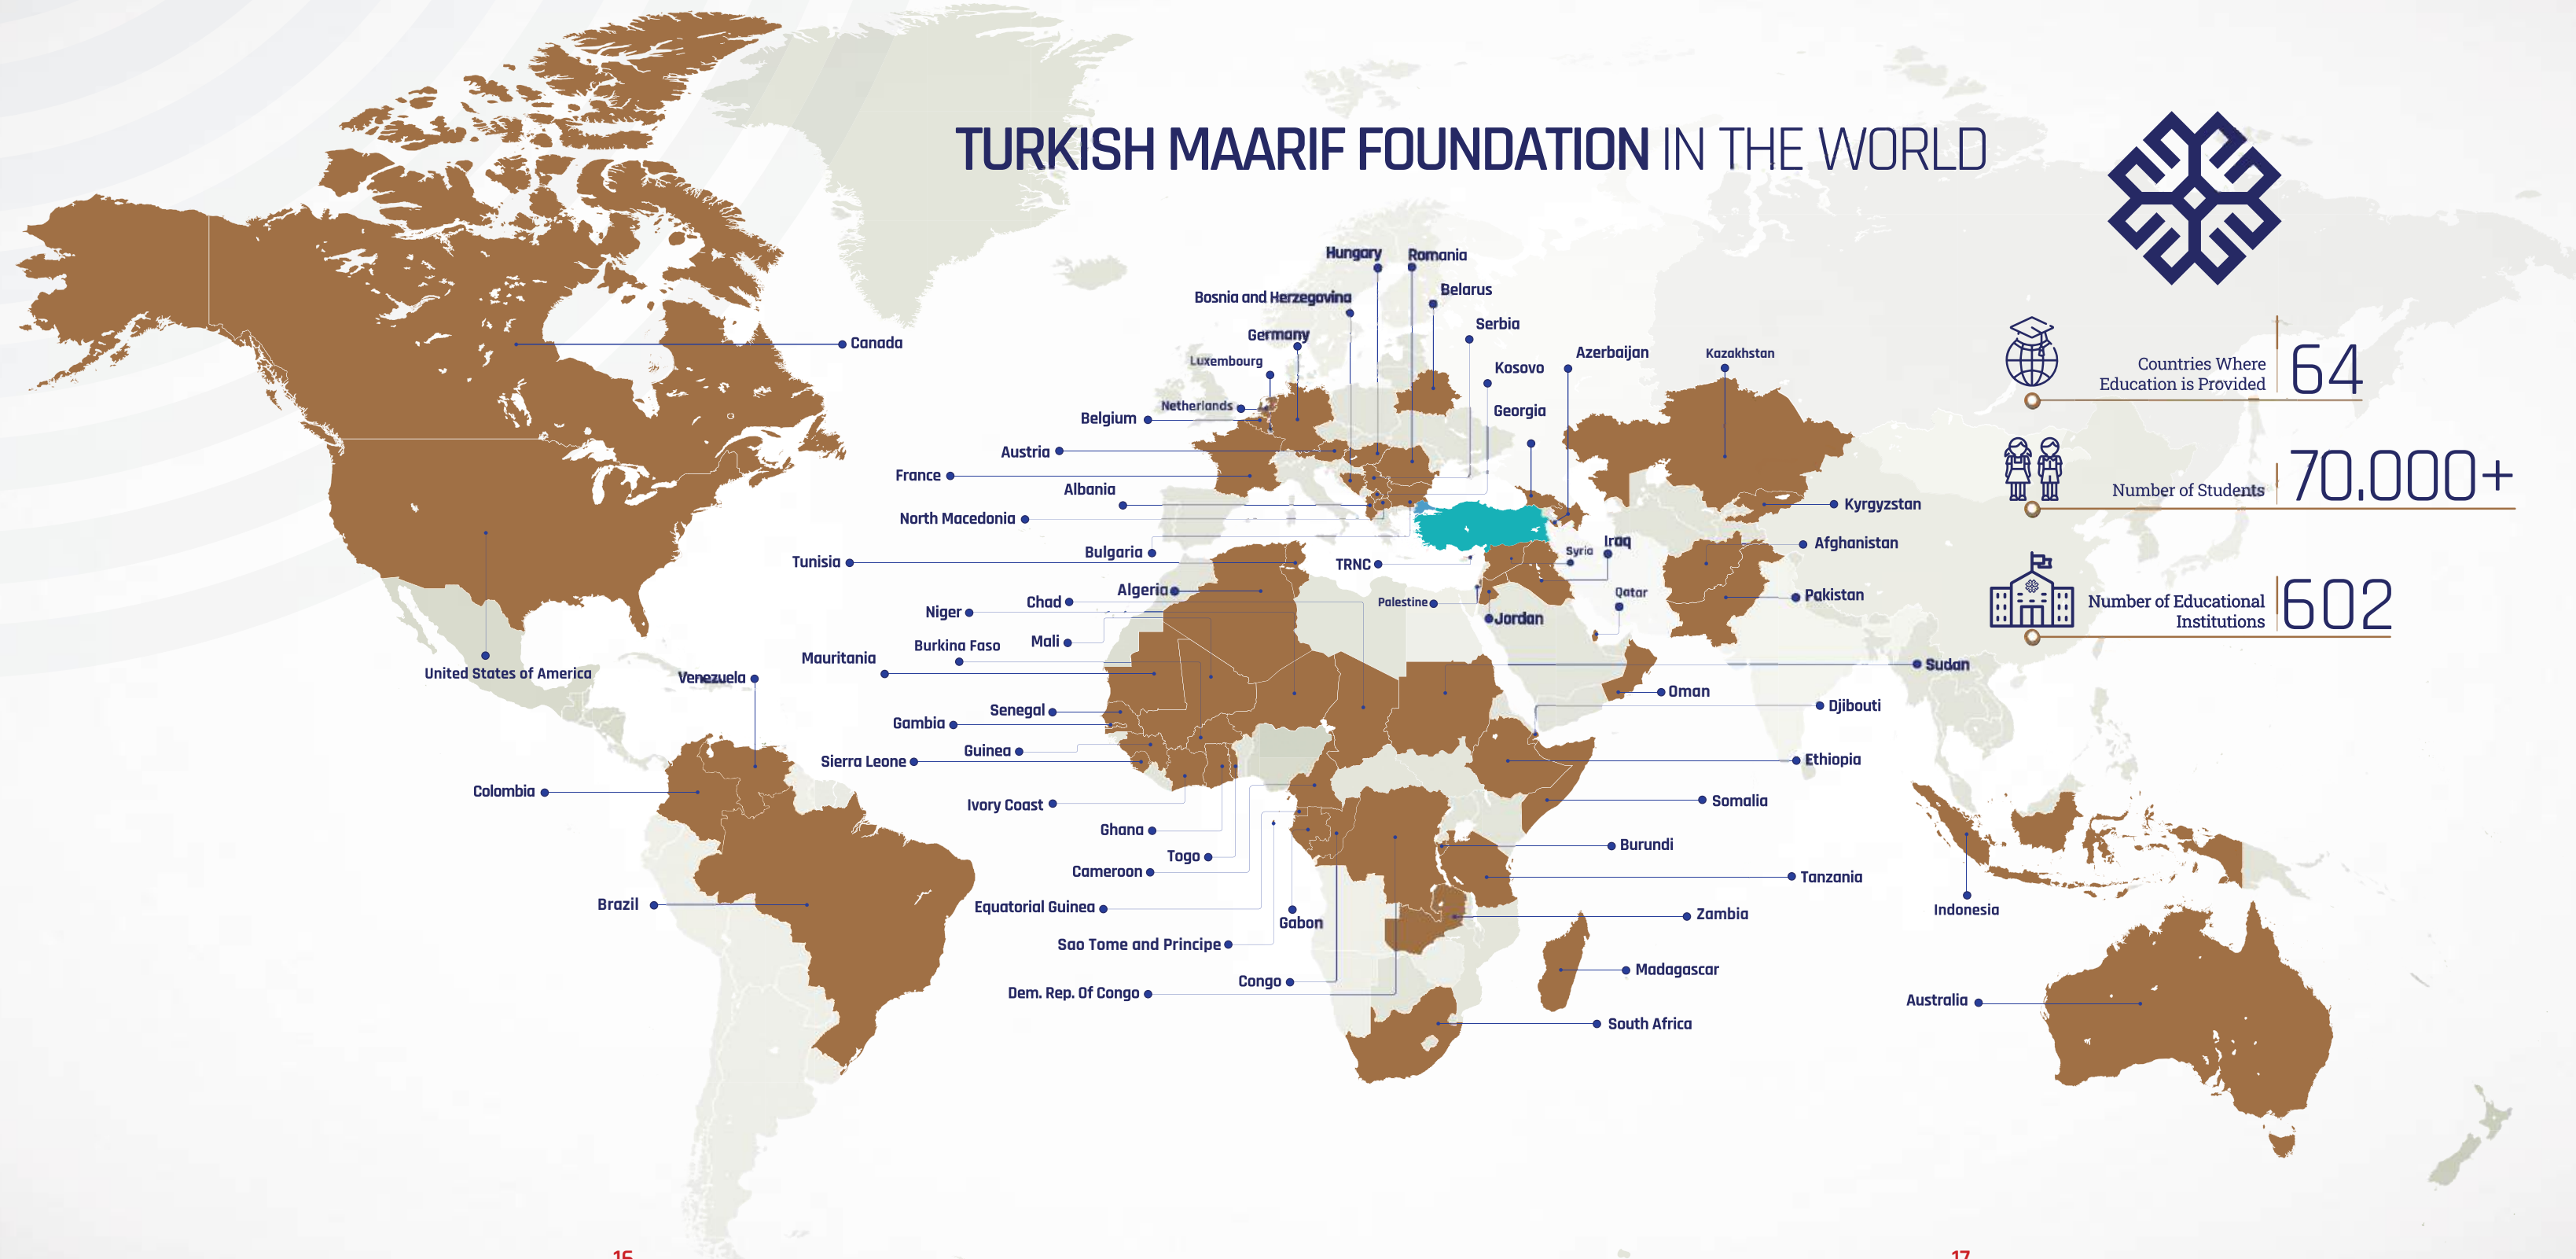 TURKISH MAARIF FOUNDATION IN THE WORLD
Hungary
Romania
Belarus
Bosnia and Herzegovina
Serbia
Germany
Canada
Luxembourg
Azerbaijan
Kazakhstan
Kosovo
Netherlands
Georgia
Belgium
Austria
France
Albania
North Macedonia
Kyrgyzstan
Bulgaria
Afghanistan
Iraq
Syria
Tunisia
TRNC
Algeria
Chad
Niger
Palestine
Qatar
Pakistan
Jordan
Mali
Burkina Faso
Mauritania
Sudan
United States of America
Venezuela
Oman
Senegal
Djibouti
Gambia
Guinea
Sierra Leone
Ethiopia
Colombia
Ivory Coast
Somalia
Ghana
Burundi
Togo
Cameroon
Tanzania
Brazil
Equatorial Guinea
Gabon
Zambia
Indonesia
Sao Tome and Principe
Madagascar
Congo
Dem. Rep. Of Congo
Australia
South Africa
Countries Where
Education is Provided
64
Number of Students
70.000+
Number of Educational
Institutions
602
16
17